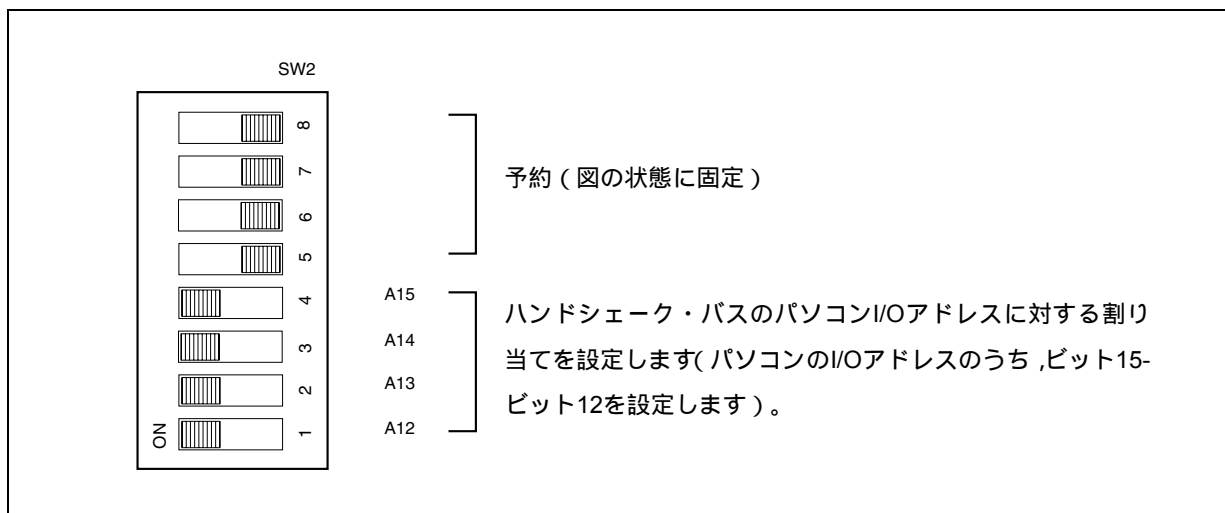 SW2
8
7
6
5
4
3
2
1
ON
予約（図の状態に固定）
A15
A14
A13
A12
ハンドシェーク・バスのパソコンI/Oアドレスに対する割り
当てを設定します（パソコンのI/Oアドレスのうち，ビット15-
ビット12を設定します）。